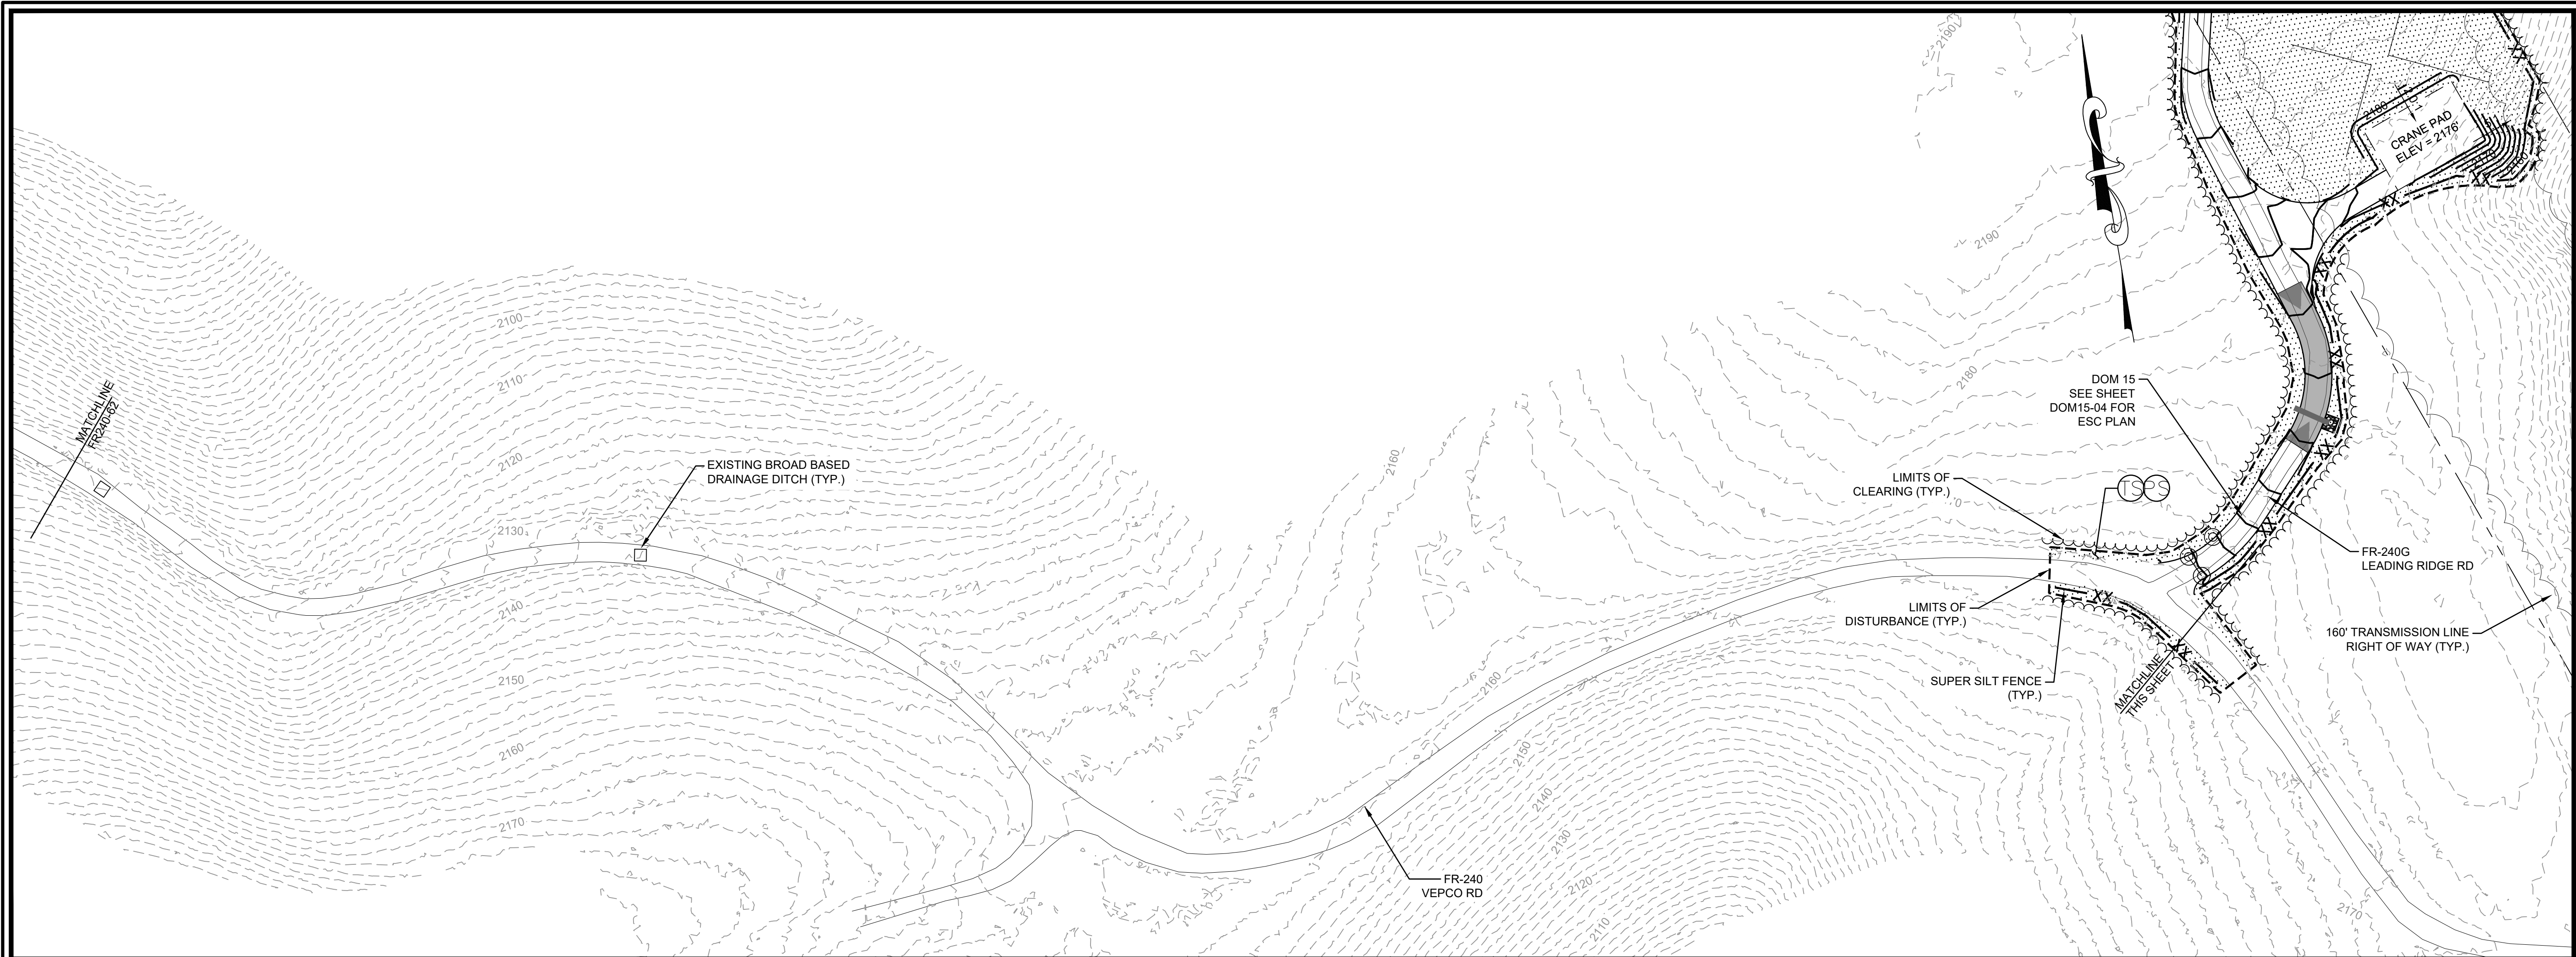 2190
2180
CRANE PAD
ELEV = 2176'
2190
2100
2110
2180
MATCHLINE
FR240-62
DOM 15
SEE SHEET
DOM15-04 FOR
ESC PLAN
2120
EXISTING BROAD BASED
DRAINAGE DITCH (TYP.)
2160
LIMITS OF
CLEARING (TYP.)
TS PS
2130
FR-240G
LEADING RIDGE RD
2140
LIMITS OF
DISTURBANCE (TYP.)
160' TRANSMISSION LINE
RIGHT OF WAY (TYP.)
2150
2160
SUPER SILT FENCE
(TYP.)
MATCHLINE
THIS SHEET
2160
2150
2140
2170
2130
FR-240
VEPCO RD
2120
2110
2170